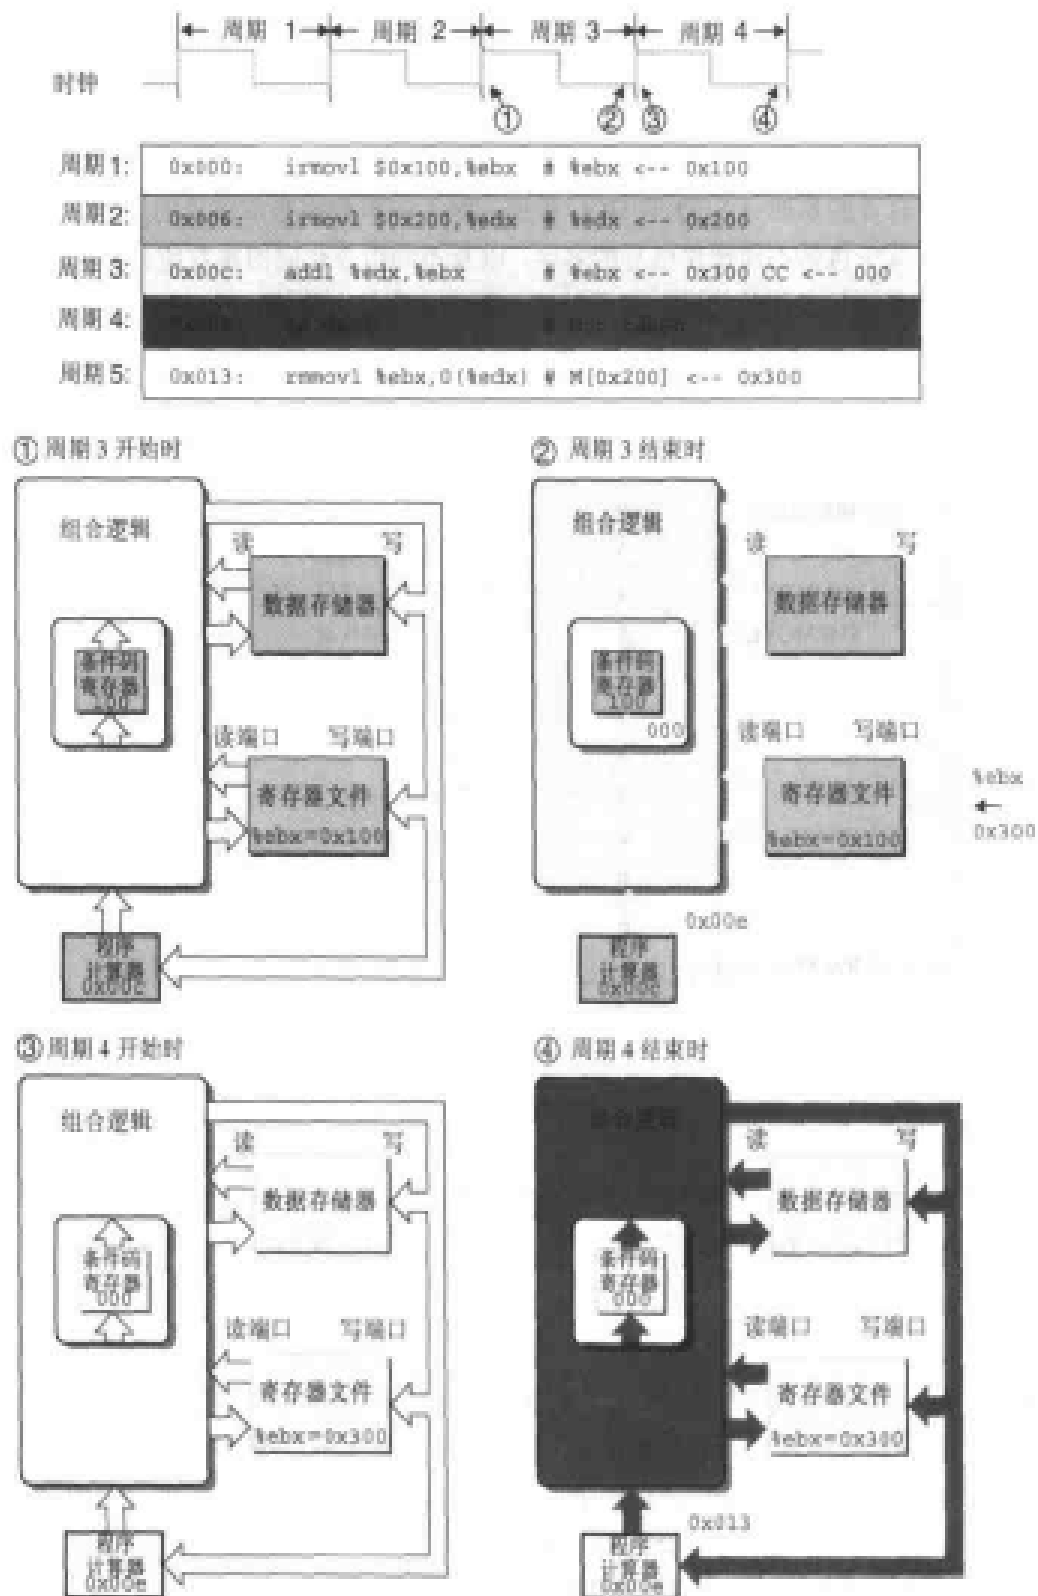 周期 1 周期 2 周期 3 周期 4
时钟
① ② ③ ④
周期1: 0x000: irmovl $0x100,%ebx # %ebx <-- 0x100
周期2: 0x006: irmovl $0x200,%edx # %edx <-- 0x200
周期 3: 0x00c: addl %edx,%ebx # %ebx <-- 0x300 CC <-- 000
周期 4: # Not taken
周期 5: 0x013: rmmovl %ebx,0(%edx) # M[0x200] <-- 0x300
① 周期 3 开始时
组合逻辑
读 写
数据存储器
条件码
寄存器
100
读端口 写端口
寄存器文件
%ebx=0x100
程序
计算器
0x00c
② 周期 3 结束时
组合逻辑
读 写
数据存储器
条件码
寄存器
100
000
读端口 写端口
寄存器文件
%ebx=0x100
%ebx
0x300
0x00e
程序
计算器
0x00c
③ 周期 4 开始时
组合逻辑
读 写
数据存储器
条件码
寄存器
000
读端口 写端口
寄存器文件
%ebx=0x300
程序
计算器
0x00e
④ 周期 4 结束时
组合逻辑
读 写
数据存储器
条件码
寄存器
000
读端口 写端口
寄存器文件
%ebx=0x300
0x013
程序
计算器
0x00e